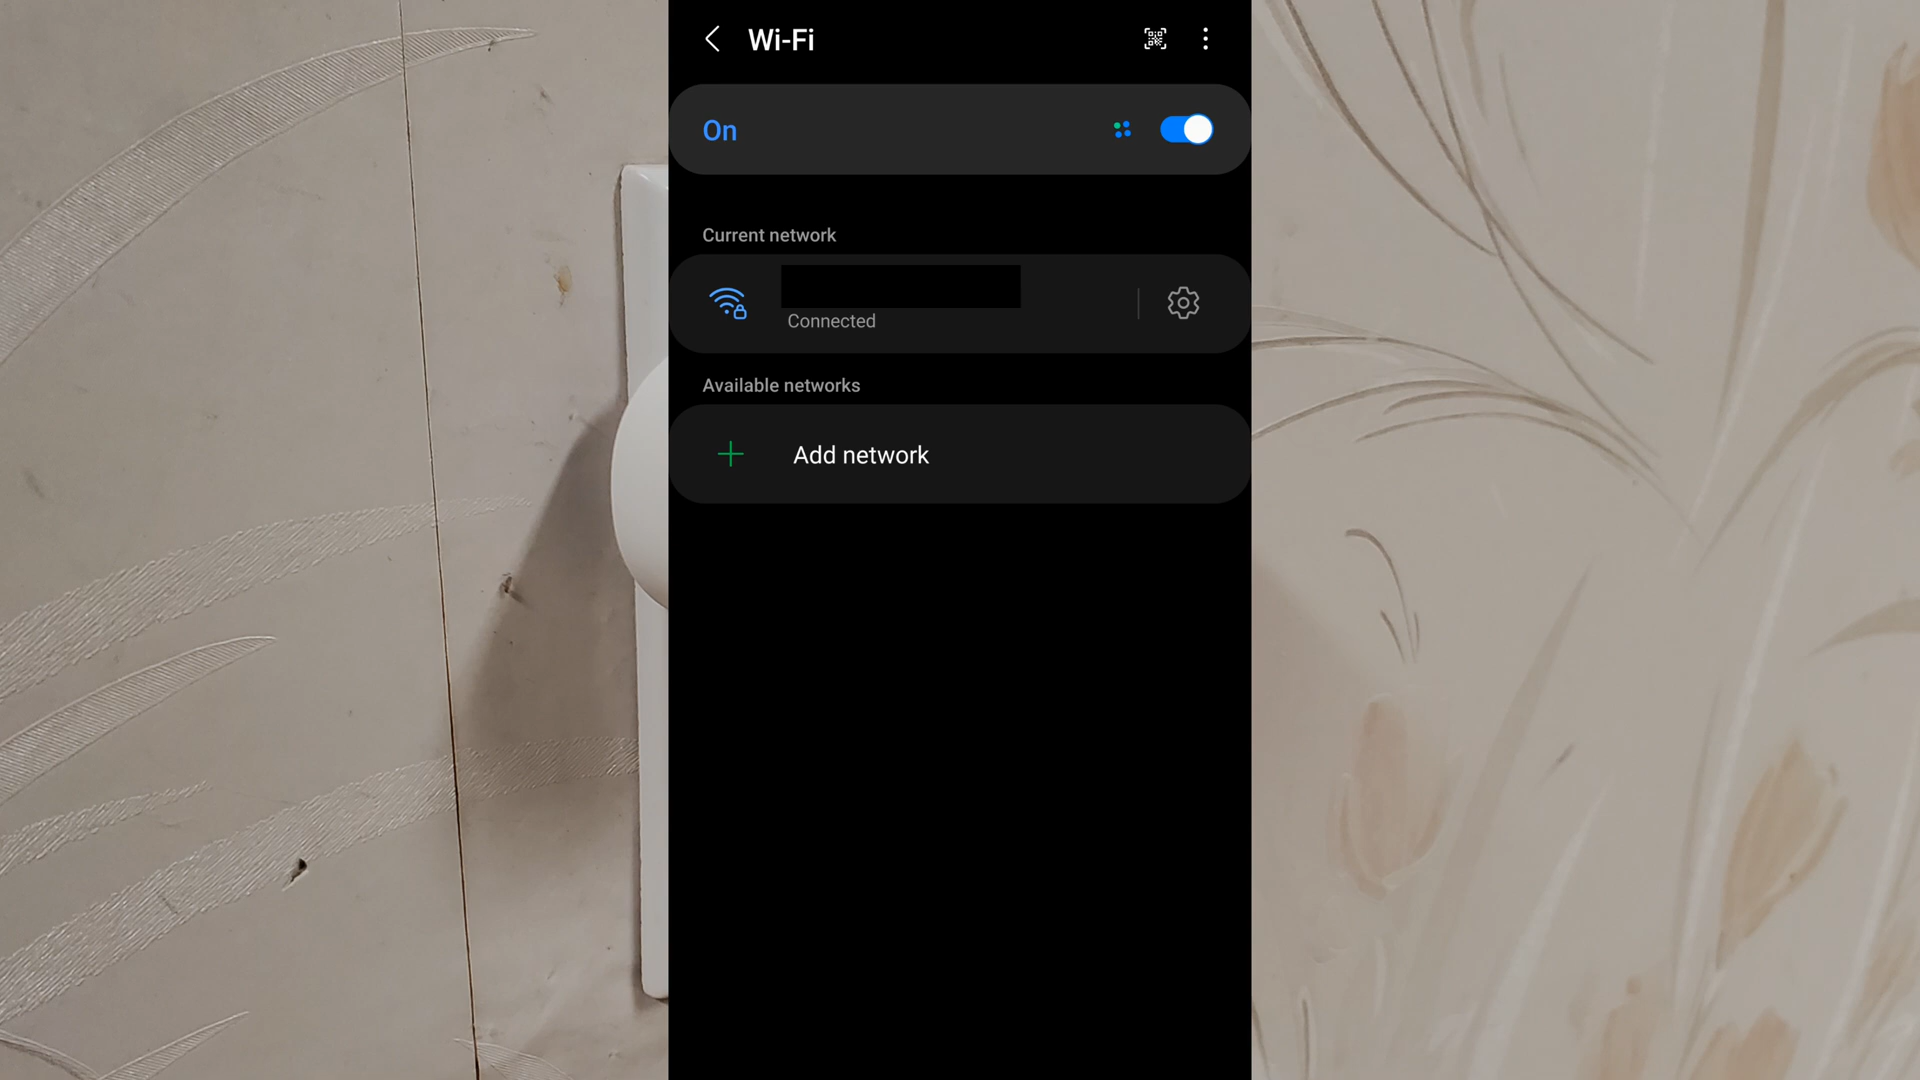 Wi-Fi
On
Current network
Connected
Available networks
Add network